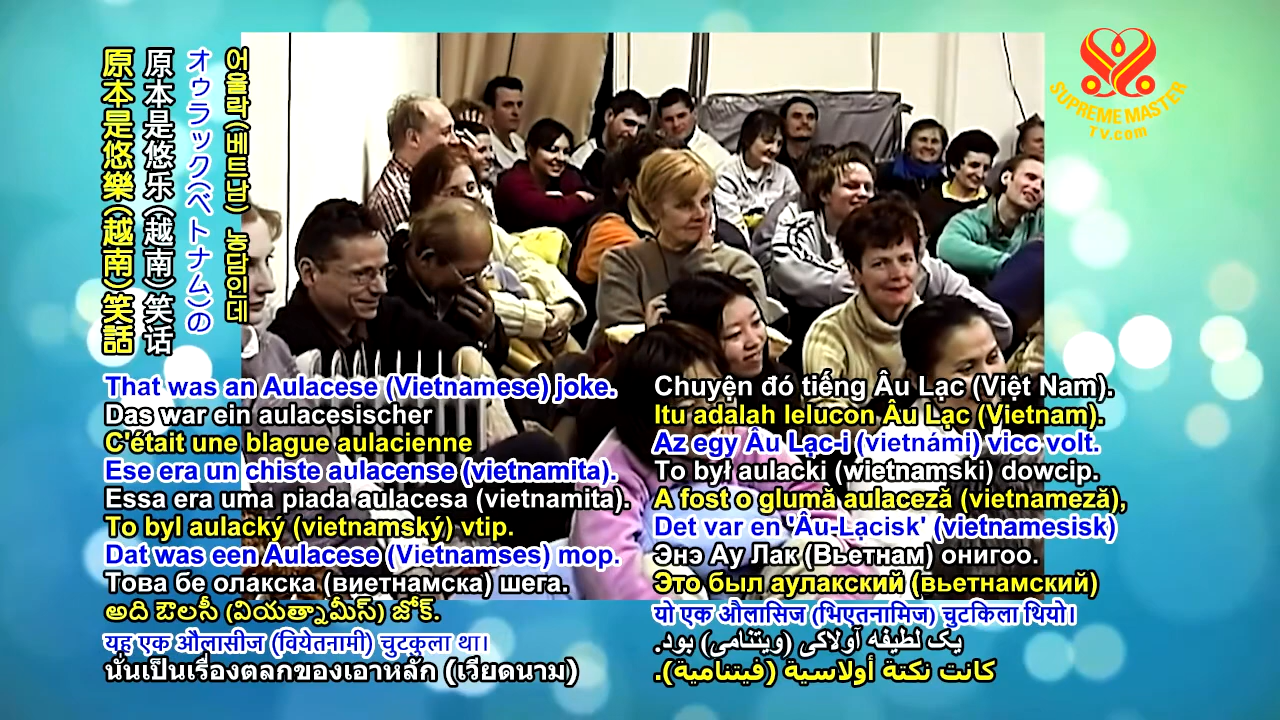 原本是悠樂(越南)笑話
原本是悠乐(越南)笑话
オゥラック(ベトナム)の
어울락(베트남) 농담인데
SUPREME MASTER
TV.com
That was an Aulacese (Vietnamese) joke.
Das war ein aulacesischer
C'était une blague aulacienne
Ese era un chiste aulacense (vietnamita).
Essa era uma piada aulacesa (vietnamita).
To byl aulacký (vietnamský) vtip.
Dat was een Aulacese (Vietnamses) mop.
Това бе олакска (виетнамска) шега.
అది ఔలసీ (వియత్నామీస్) జోక్.
यह एक औलासीज (वियेतनामी) चुटकुला था।
นั่นเป็นเรื่องตลกของเอาหลัก (เวียดนาม)
Chuyện đó tiếng Âu Lạc (Việt Nam).
Itu adalah lelucon Âu Lạc (Vietnam).
Az egy Âu Lạc-i (vietnámi) vicc volt.
To był aulacki (wietnamski) dowcip.
A fost o glumă aulaceză (vietnameză),
Det var en 'Âu-Lạcisk' (vietnamesisk)
Энэ Ау Лак (Вьетнам) онигоо.
Это был аулакский (вьетнамский)
यो एक औलासिज (भिएतनामिज) चुटकिला थियो।
یک لطیفه آولاکی (ویتنامی) بود.
كانت نكتة أولاسية (فيتنامية).